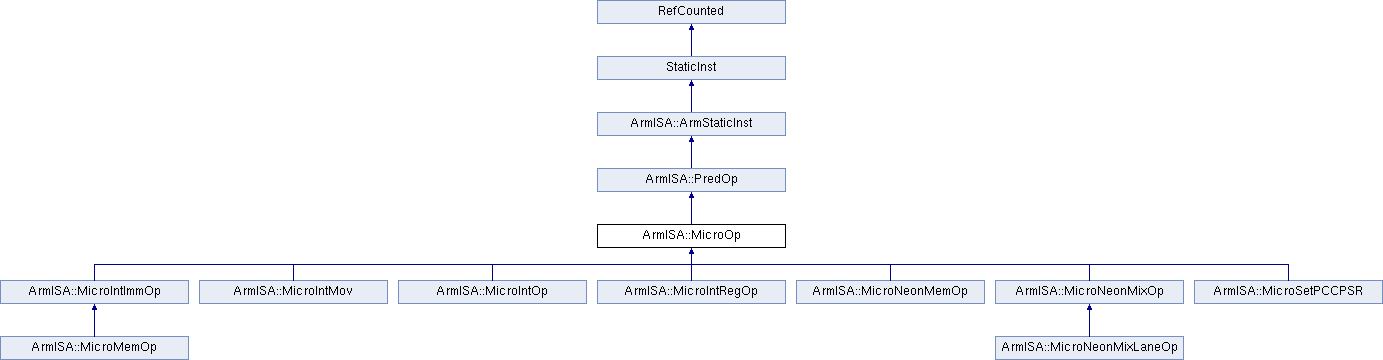 RefCounted
StaticInst
ArmISA::ArmStaticInst
ArmISA::PredOp
ArmISA::MicroOp
ArmISA::MicroIntImmOp
ArmISA::MicroIntMov
ArmISA::MicroIntOp
ArmISA::MicroIntRegOp
ArmISA::MicroNeonMemOp
ArmISA::MicroNeonMixOp
ArmISA::MicroSetPCCPSR
ArmISA::MicroMemOp
ArmISA::MicroNeonMixLaneOp